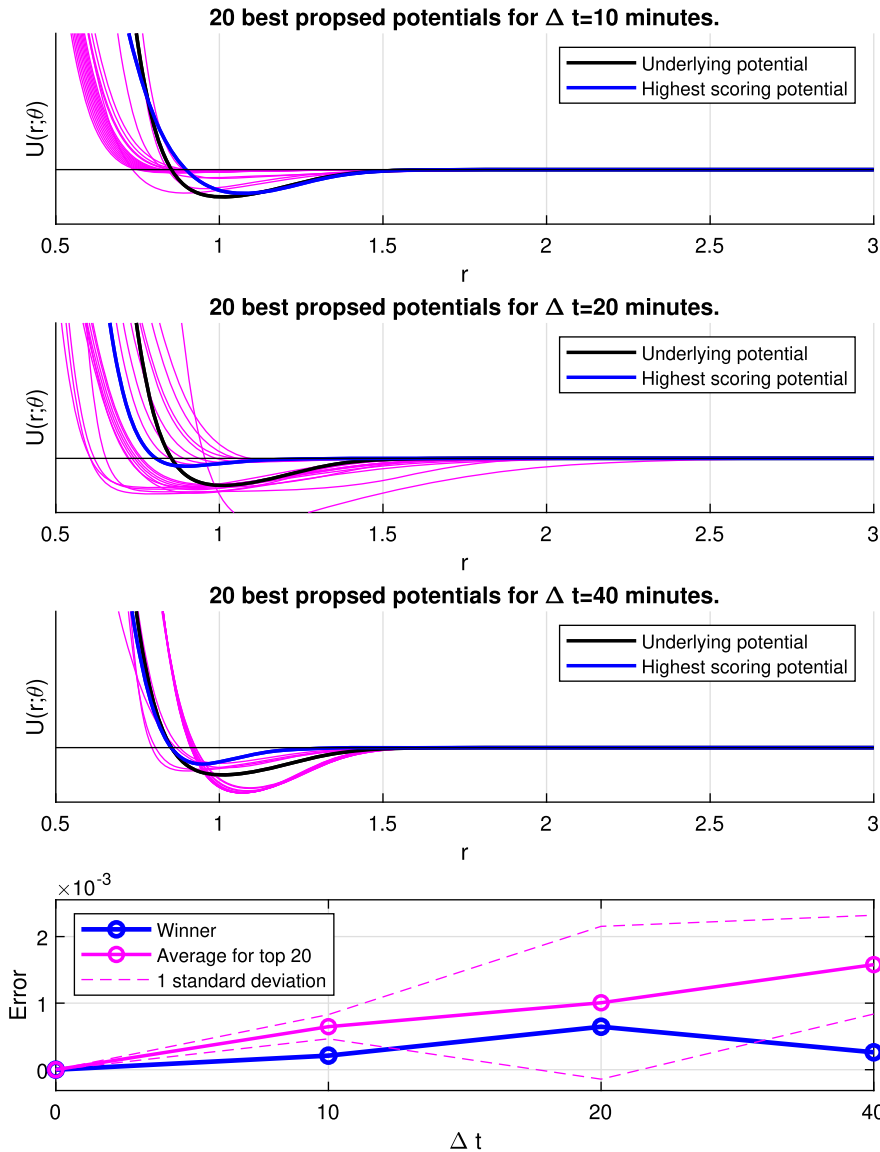 20 best propsed potentials for Δ t=10 minutes.
U(r;θ)
Underlying potential
Highest scoring potential
0.5 1 1.5 2 2.5 3
r
20 best propsed potentials for Δ t=20 minutes.
U(r;θ)
Underlying potential
Highest scoring potential
0.5 1 1.5 2 2.5 3
r
20 best propsed potentials for Δ t=40 minutes.
U(r;θ)
Underlying potential
Highest scoring potential
0.5 1 1.5 2 2.5 3
r
×10⁻³
Error
2
1
0
Winner
Average for top 20
1 standard deviation
0 10 20 40
Δ t